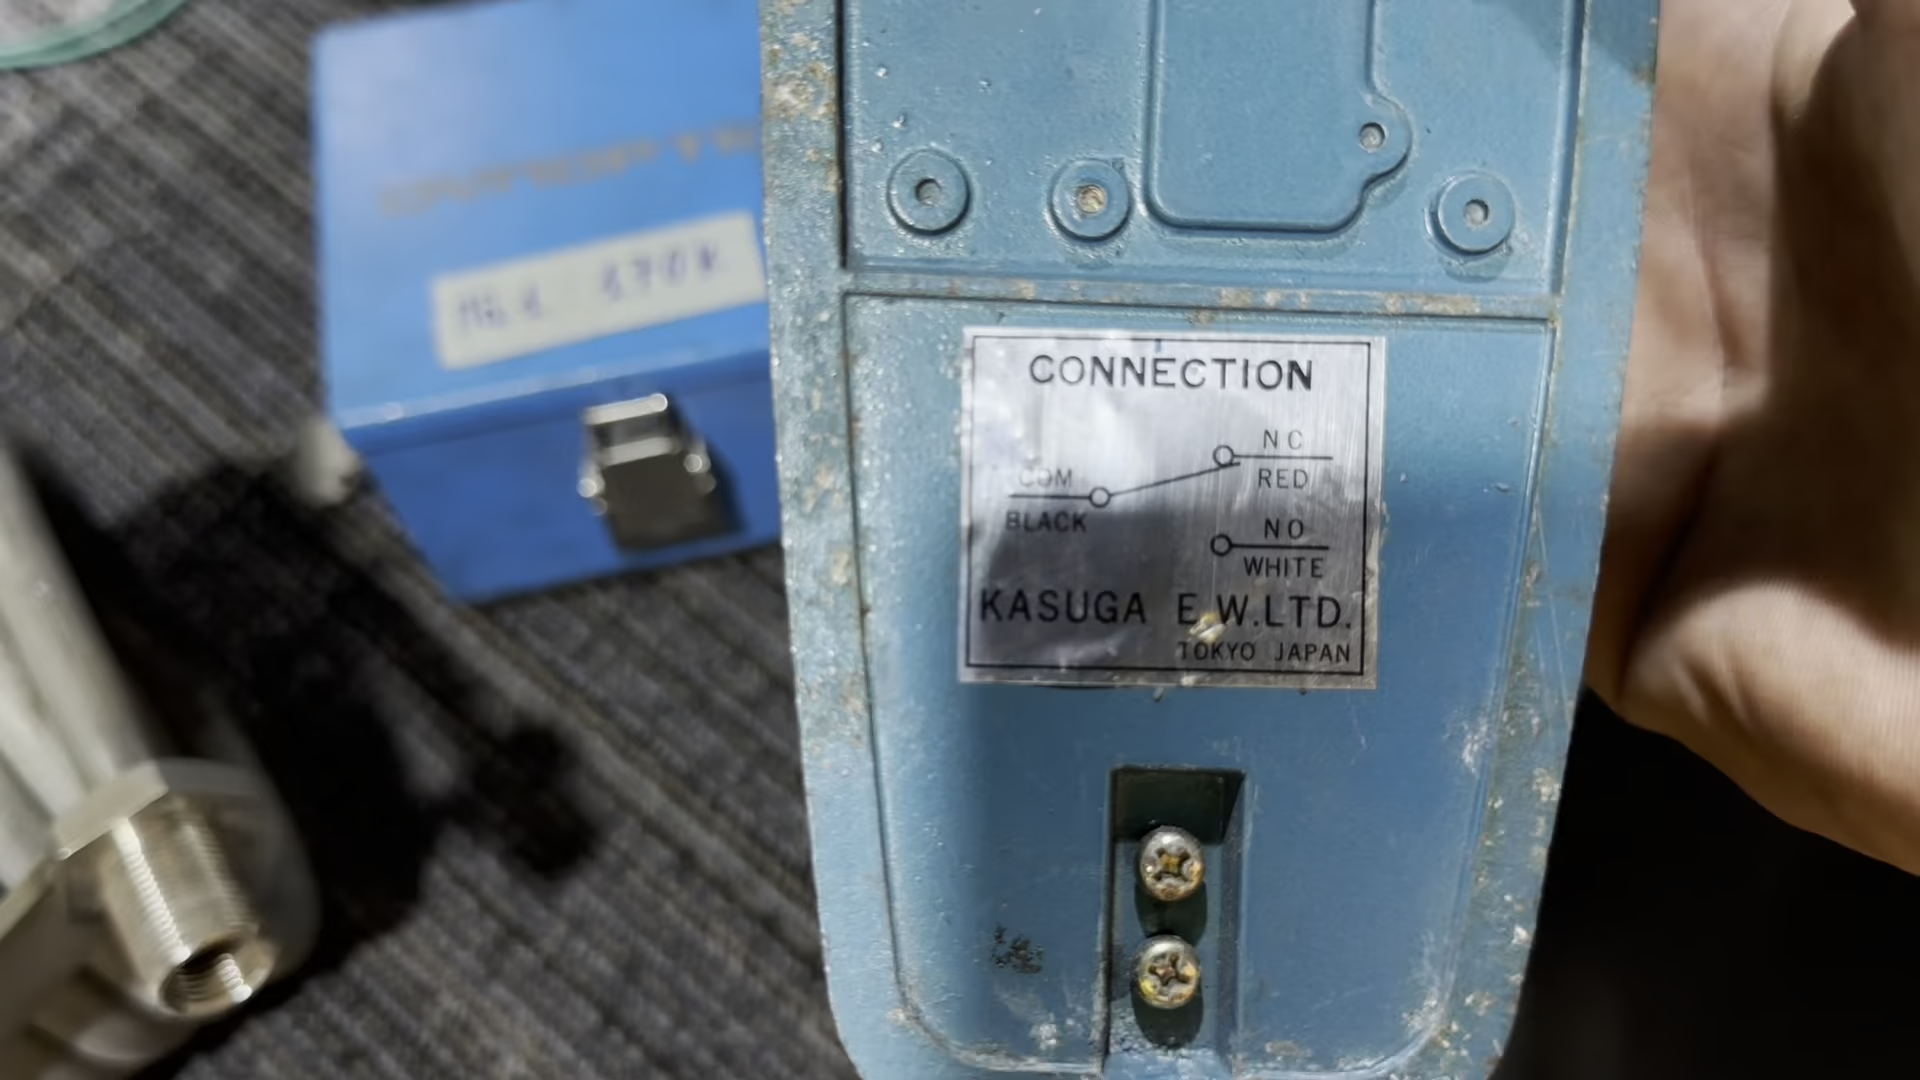 CONNECTION
NC
COM
RED
BLACK
NO
WHITE
KASUGA E.W.LTD.
TOKYO JAPAN